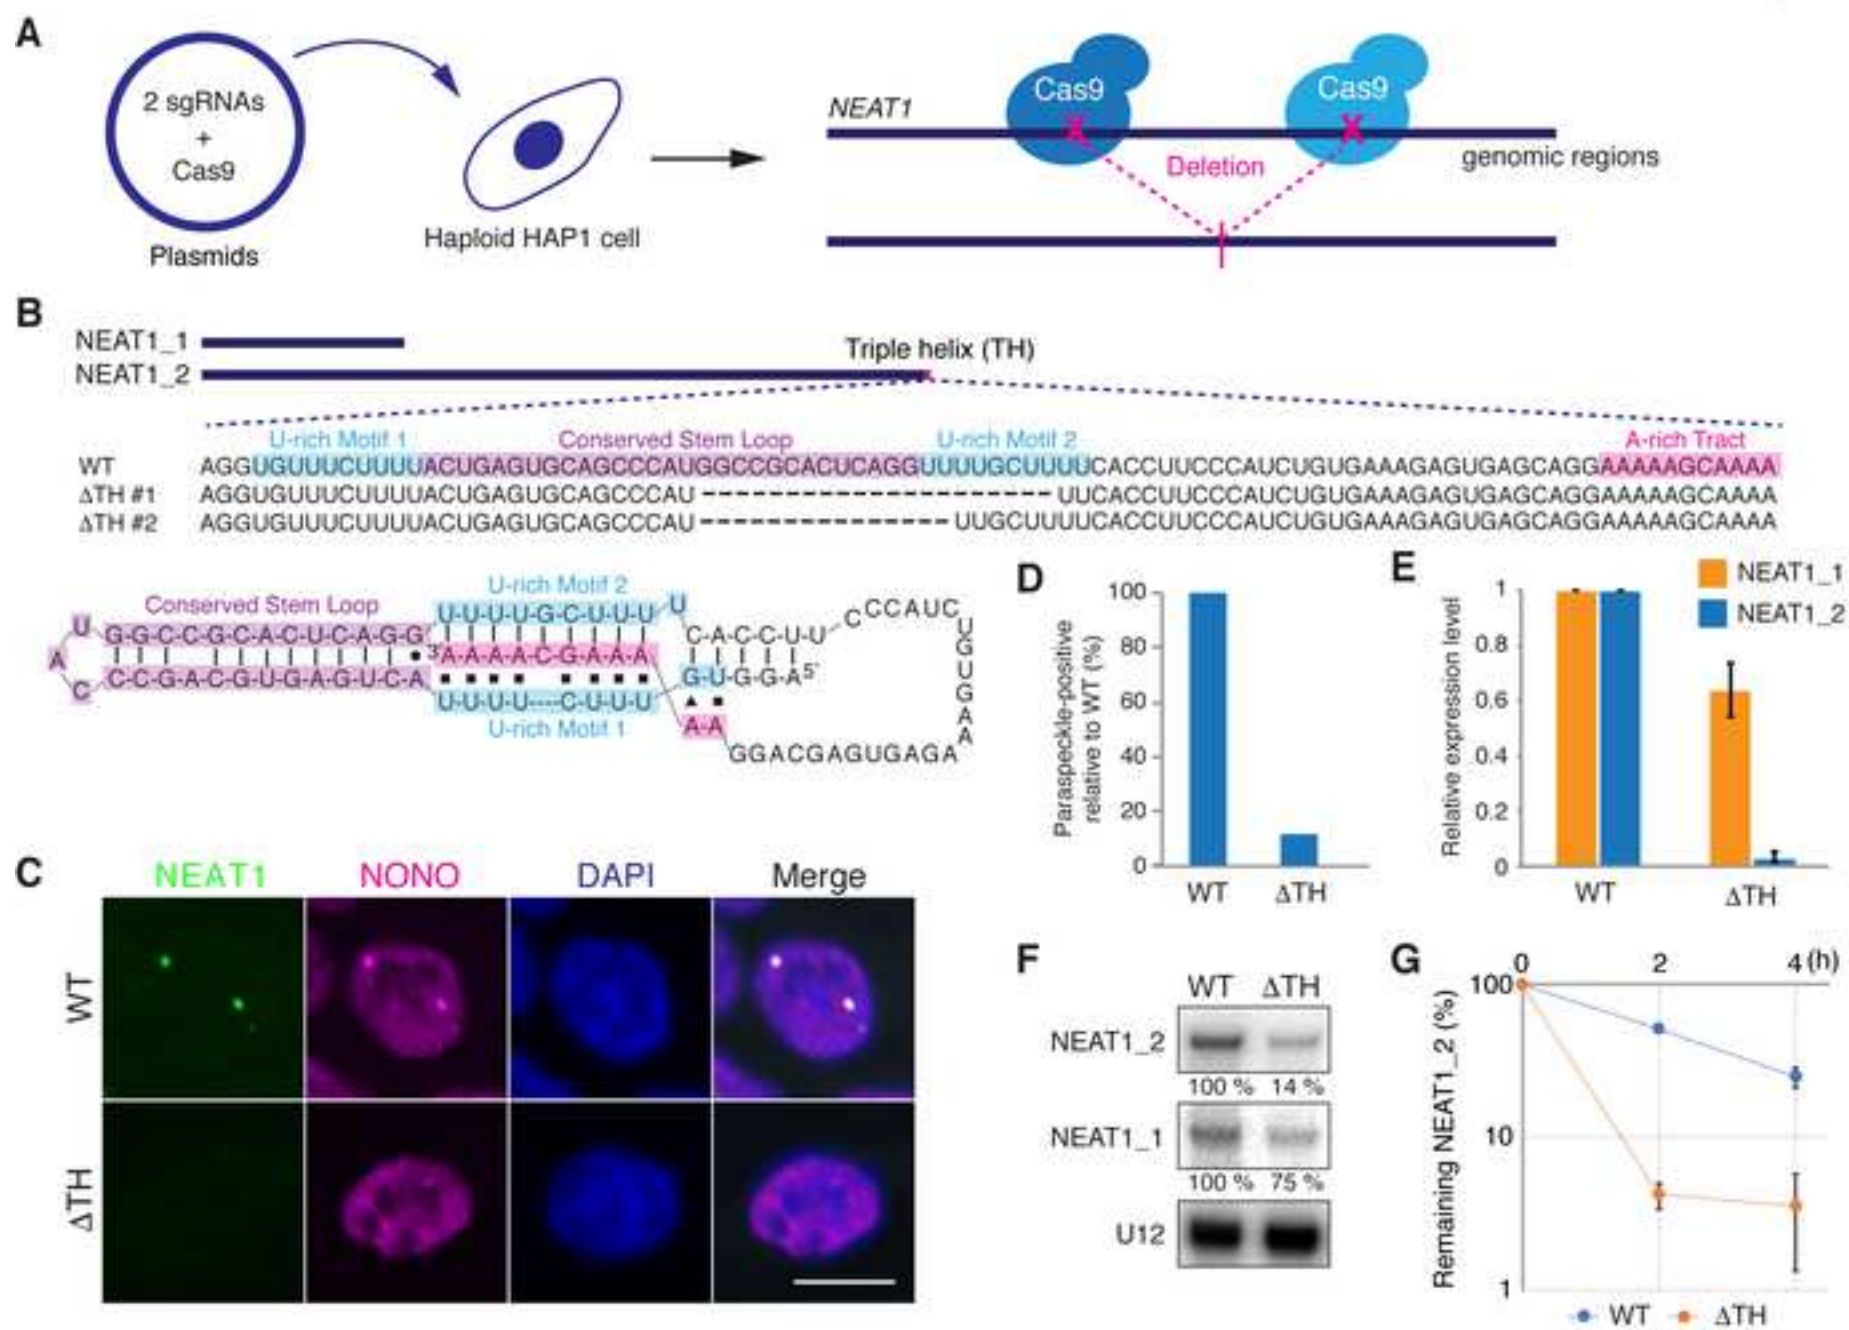 A
2 sgRNAs
+
Cas9
Plasmids
Haploid HAP1 cell
NEAT1
Cas9
Cas9
Deletion
genomic regions
B
NEAT1_1
NEAT1_2
Triple helix (TH)
U-rich Motif 1
Conserved Stem Loop
U-rich Motif 2
A-rich Tract
WT AGGUGUUUCUUUUACUGAGUGCAGCCCAUGGCCGCACUCAGGUUUUGCUUUUCACCUUCCCAUCUGUGAAAGAGUGAGCAGGAAAAAGCAAAA
ΔTH #1 AGGUGUUUCUUUUACUGAGUGCAGCCCAU--------------------UUCACCUUCCCAUCUGUGAAAGAGUGAGCAGGAAAAAGCAAAA
ΔTH #2 AGGUGUUUCUUUUACUGAGUGCAGCCCAU--------------UUGCUUUUCACCUUCCCAUCUGUGAAAGAGUGAGCAGGAAAAAGCAAAA
Conserved Stem Loop
U-rich Motif 2
U G-G-C-C-G-C-A-C-U-C-A-G-G U-U-U-U-G-C-U-U-U U C-A-C-C-U-U C C C A U C
A
3' A-A-A-A-C-G-A-A-A
C C-C-G-A-C-G-U-G-A-G-U-C-A U-U-U-U----C-U-U-U G-U-G-G-A 5'
U G U G A A
U-rich Motif 1
A-A G G A C G A G U G A G A
C
NEAT1 NONO DAPI Merge
WT
ΔTH
D
Paraspeckle-positive
relative to WT (%)
100
80
60
40
20
0
WT ΔTH
E
NEAT1_1
NEAT1_2
Relative expression level
1
0.8
0.6
0.4
0.2
0
WT ΔTH
F
WT ΔTH
NEAT1_2
100 % 14 %
NEAT1_1
100 % 75 %
U12
G
0 2 4 (h)
Remaining NEAT1_2 (%)
100
10
1
WT ΔTH